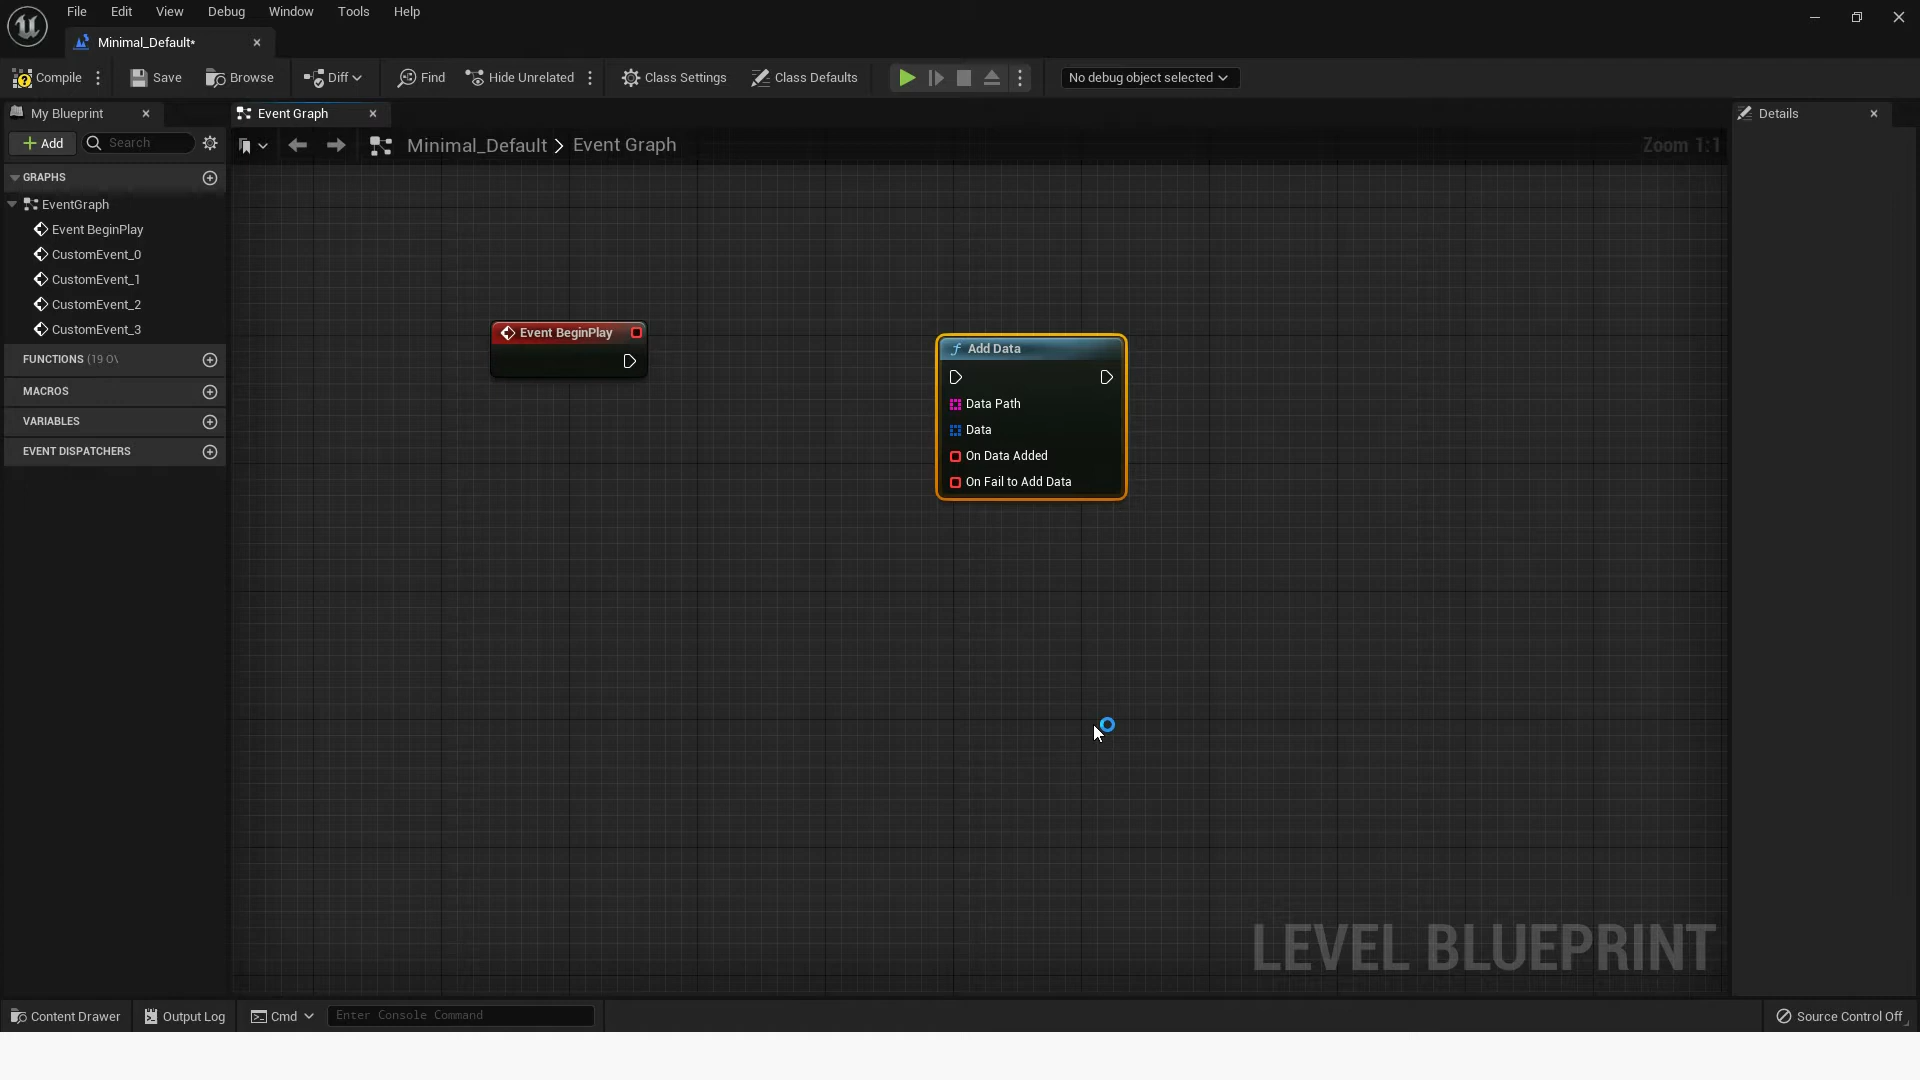 File Edit View Debug Window Tools Help
Minimal_Default*
Compile Save Browse Diff Find Hide Unrelated Class Settings Class Defaults No debug object selected
My Blueprint Event Graph Details
Add Search Minimal_Default > Event Graph Zoom 1:1
GRAPHS
EventGraph
Event BeginPlay
CustomEvent_0
CustomEvent_1
CustomEvent_2
CustomEvent_3
FUNCTIONS (19 OV
MACROS
VARIABLES
EVENT DISPATCHERS
Event BeginPlay
f Add Data
Data Path
Data
On Data Added
On Fail to Add Data
LEVEL BLUEPRINT
Content Drawer Output Log Cmd Enter Console Command Source Control Off